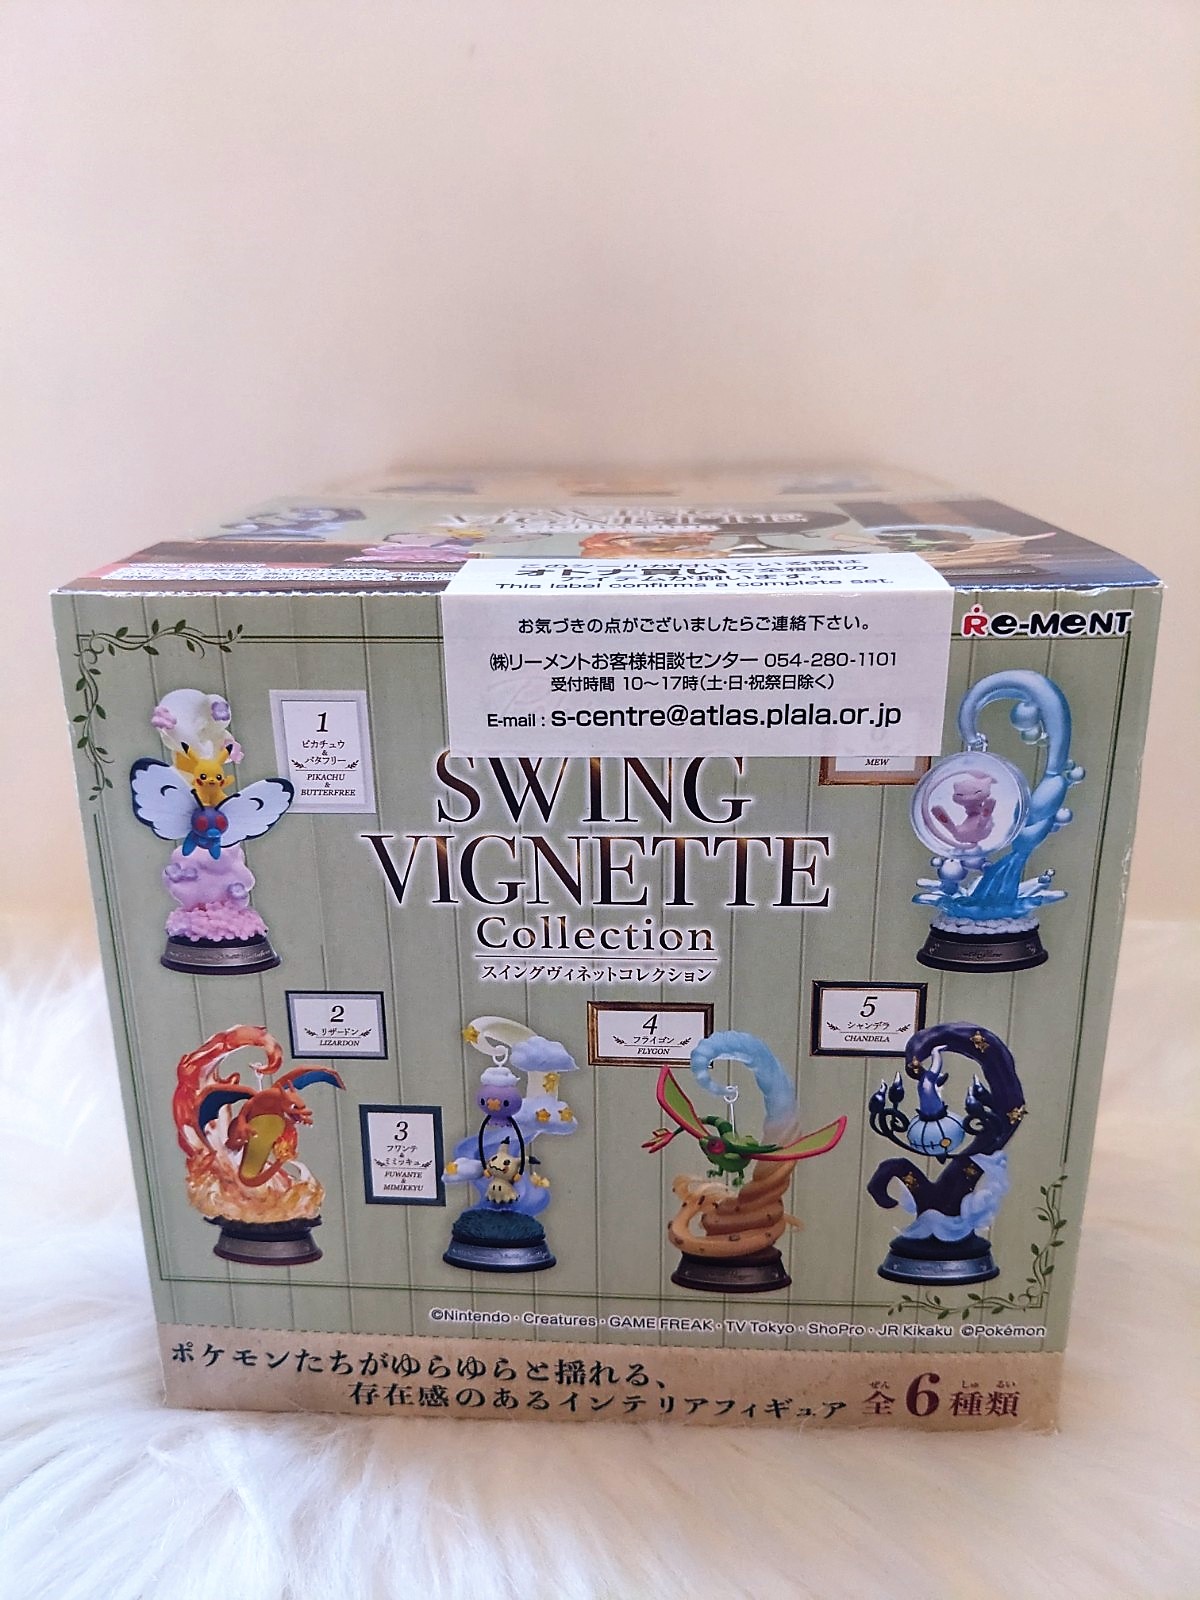 This label confirms a complete set.
お気づきの点がございましたらご連絡下さい。
㈱リーメントお客様相談センター 054-280-1101
受付時間 10～17時(土・日・祝祭日除く)
E-mail : s-centre@atlas.plala.or.jp
Re-MeNT
1
ピカチュウ
&
バタフリー
PIKACHU
&
BUTTERFREE
MEW
SWING
VIGNETTE
Collection
スイングヴィネットコレクション
2
リザードン
LIZARDON
3
フワンテ
&
ミミッキュ
FUWANTE
&
MIMIKKYU
4
フライゴン
FLYGON
5
シャンデラ
CHANDELA
©Nintendo・Creatures・GAME FREAK・TV Tokyo・ShoPro・JR Kikaku ©Pokémon
ポケモンたちがゆらゆらと揺れる、
存在感のあるインテリアフィギュア
ぜん しゅ るい
全6種類